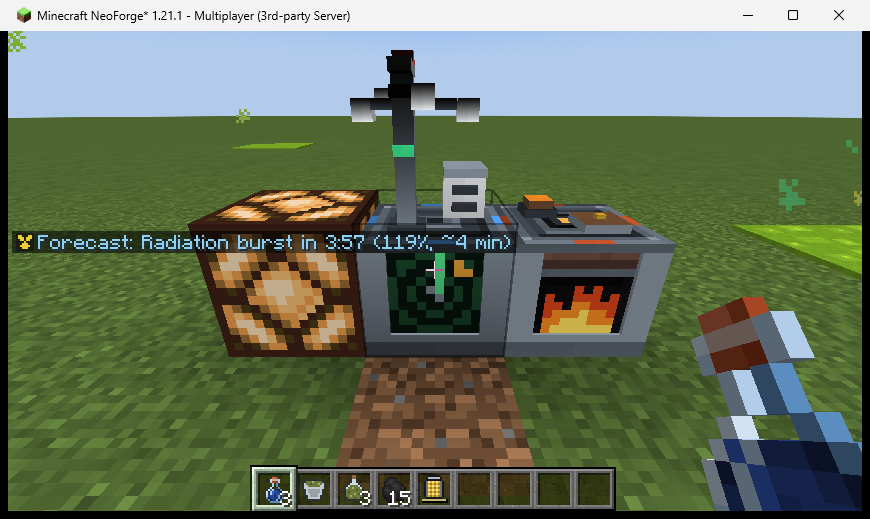 Minecraft NeoForge* 1.21.1 - Multiplayer (3rd-party Server)
Forecast: Radiation burst in 3:57 (119%, ~4 min)
3
3
15